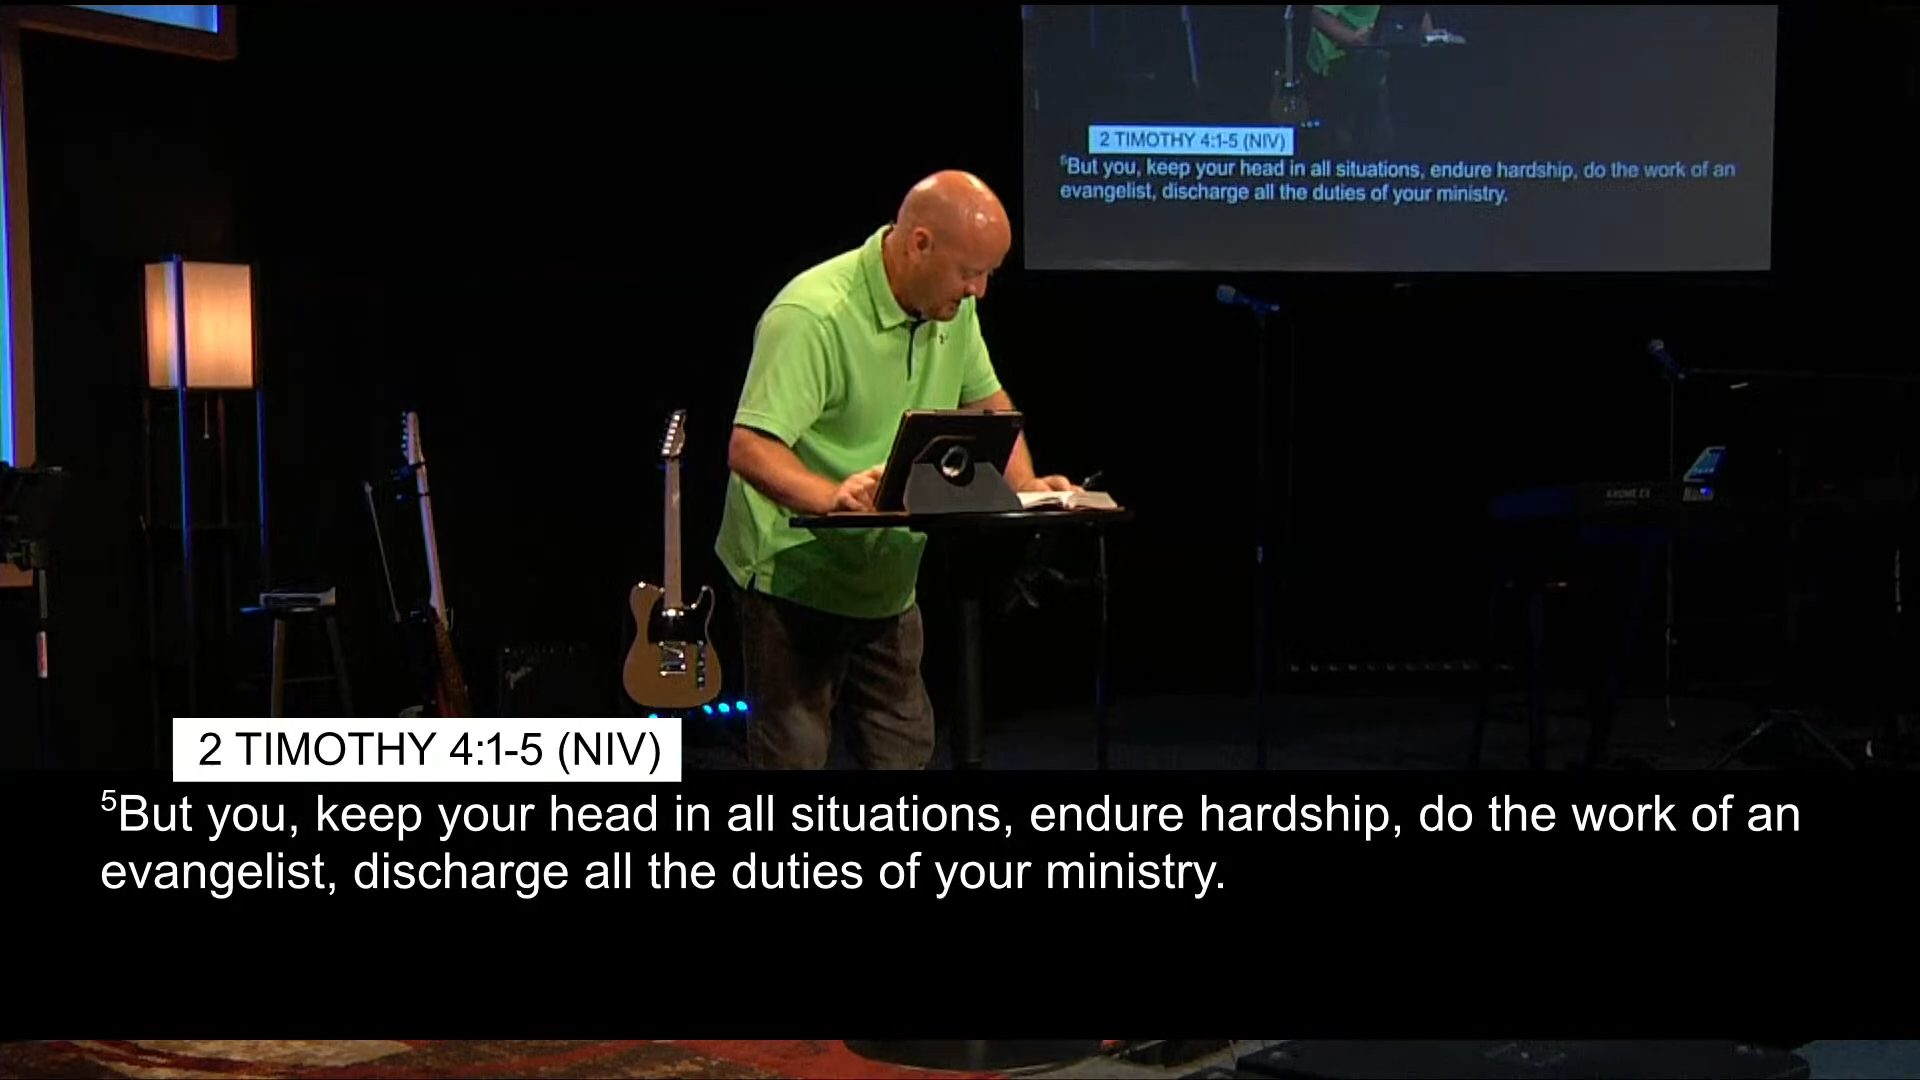 2 TIMOTHY 4:1-5 (NIV)
⁵But you, keep your head in all situations, endure hardship, do the work of an
evangelist, discharge all the duties of your ministry.
2 TIMOTHY 4:1-5 (NIV)
⁵But you, keep your head in all situations, endure hardship, do the work of an
evangelist, discharge all the duties of your ministry.